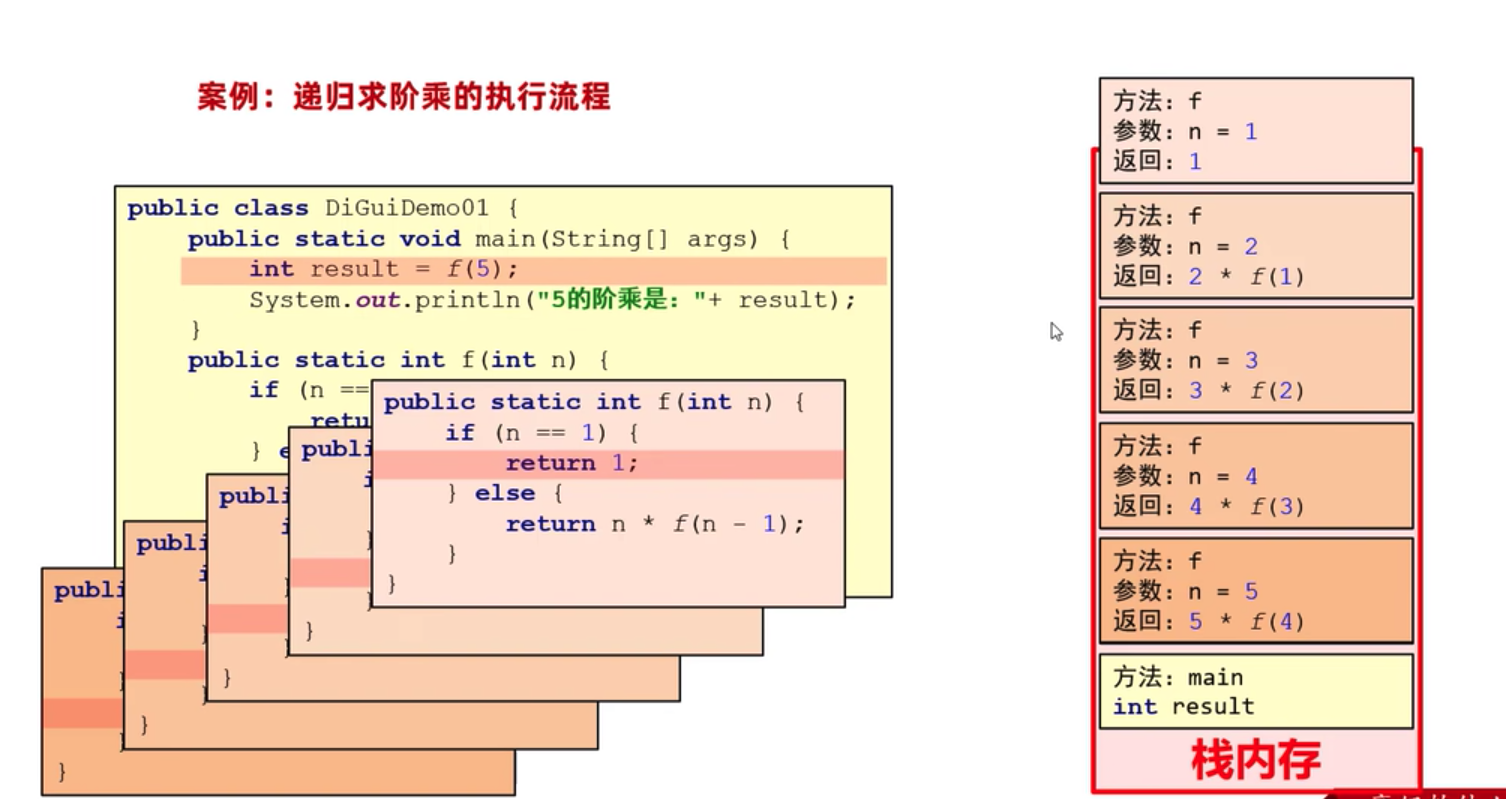 案例：递归求阶乘的执行流程
public class DiGuiDemo01 {
public static void main(String[] args) {
int result = f(5);
System.out.println("5的阶乘是："+ result);
}
public static int f(int n) {
if (n ==
retu
} e
public static int f(int n) {
if (n == 1) {
return 1;
} else {
return n * f(n - 1);
}
}
publi
i
}
publi
i
}
publi
i
}
publi
i
}
方法：f
参数：n = 1
返回：1
方法：f
参数：n = 2
返回：2 * f(1)
方法：f
参数：n = 3
返回：3 * f(2)
方法：f
参数：n = 4
返回：4 * f(3)
方法：f
参数：n = 5
返回：5 * f(4)
方法：main
int result
栈内存